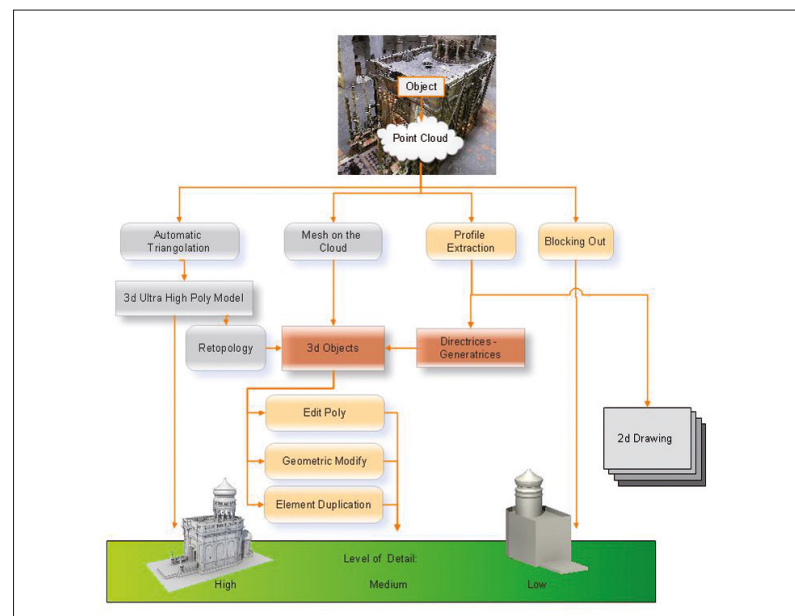 Object
Point Cloud
Automatic
Triangolation
Mesh on the
Cloud
Profile
Extraction
Blocking Out
3d Ultra High Poly Model
Retopology
3d Objects
Directrices -
Generatrices
Edit Poly
2d Drawing
Geometric Modify
Element Duplication
Level of Detail:
High
Medium
Low